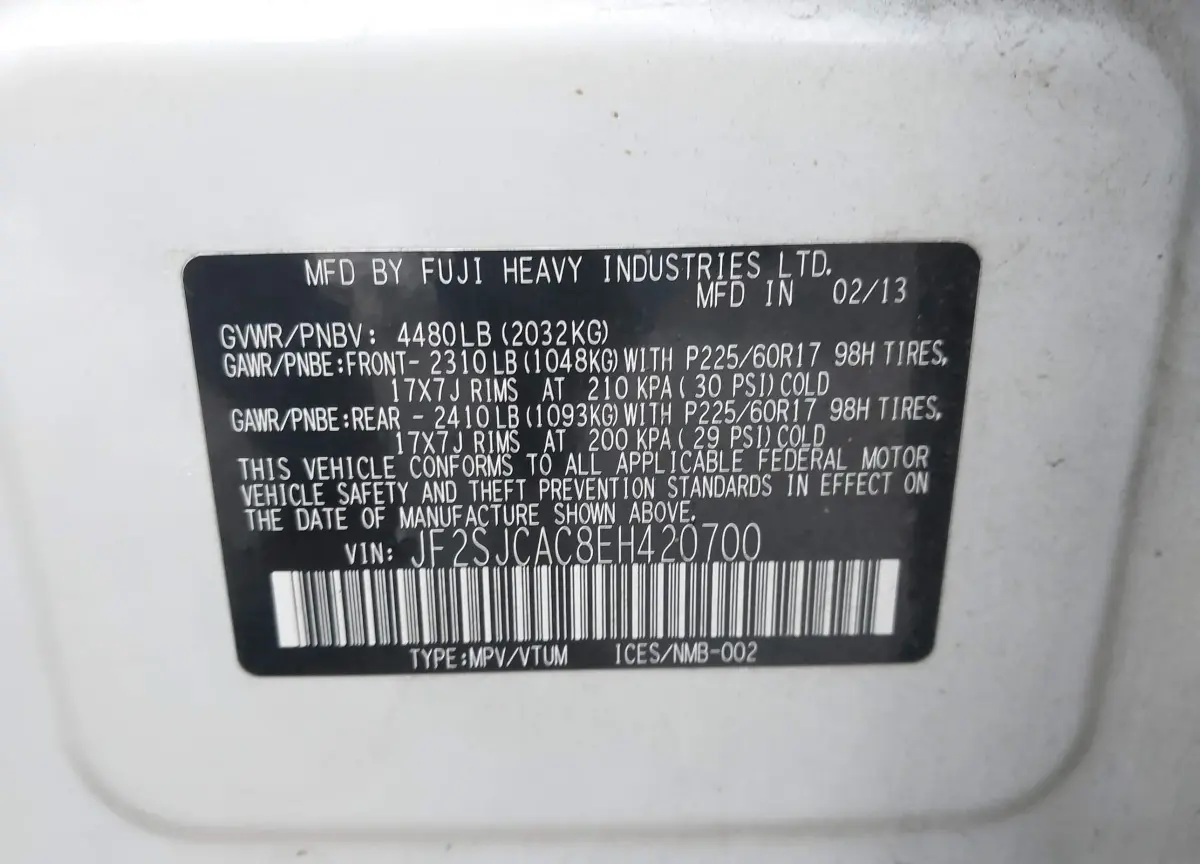 MFD BY FUJI HEAVY INDUSTRIES LTD.
MFD IN 02/13
GVWR/PNBV: 4480LB (2032KG)
GAWR/PNBE:FRONT- 2310LB (1048KG) WITH P225/60R17 98H TIRES,
17X7J RIMS AT 210 KPA ( 30 PSI) COLD
GAWR/PNBE:REAR - 2410LB (1093KG) WITH P225/60R17 98H TIRES,
17X7J RIMS AT 200 KPA ( 29 PSI) COLD
THIS VEHICLE CONFORMS TO ALL APPLICABLE FEDERAL MOTOR
VEHICLE SAFETY AND THEFT PREVENTION STANDARDS IN EFFECT ON
THE DATE OF MANUFACTURE SHOWN ABOVE.
VIN: JF2SJCAC8EH420700
TYPE:MPV/VTUM ICES/NMB-002